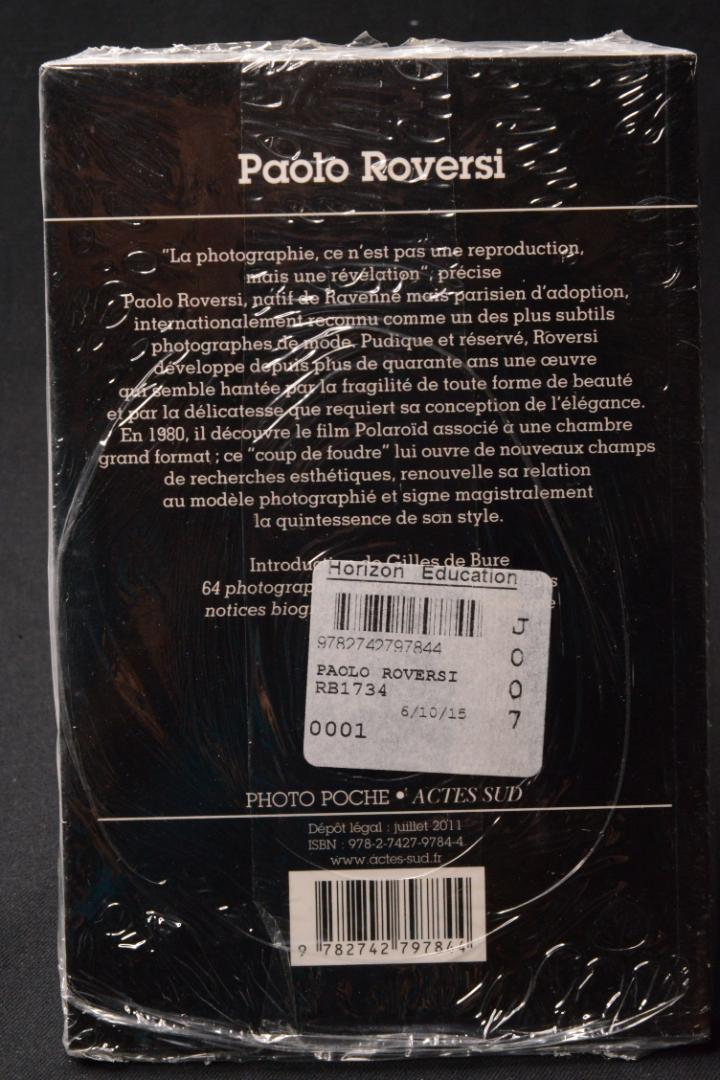 Paolo Roversi
"La photographie, ce n'est pas une reproduction,
mais une révélation", précise
Paolo Roversi, natif de Ravenne mais parisien d'adoption,
internationalement reconnu comme un des plus subtils
photographes de mode. Pudique et réservé, Roversi
développe depuis plus de quarante ans une œuvre
qui semble hantée par la fragilité de toute forme de beauté
et par la délicatesse que requiert sa conception de l'élégance.
En 1980, il découvre le film Polaroïd associé à une chambre
grand format ; ce "coup de foudre" lui ouvre de nouveaux champs
de recherches esthétiques, renouvelle sa relation
au modèle photographié et signe magistralement
la quintessence de son style.
Gilles de Bure
64
notices
Horizon Education
9782742797844
PAOLO ROVERSI
RB1734
6/10/15
0001
J007
PHOTO POCHE • ACTES SUD
Dépôt légal : juillet 2011
ISBN : 978-2-7427-9784-4
www.actes-sud.fr
9 782742 797844